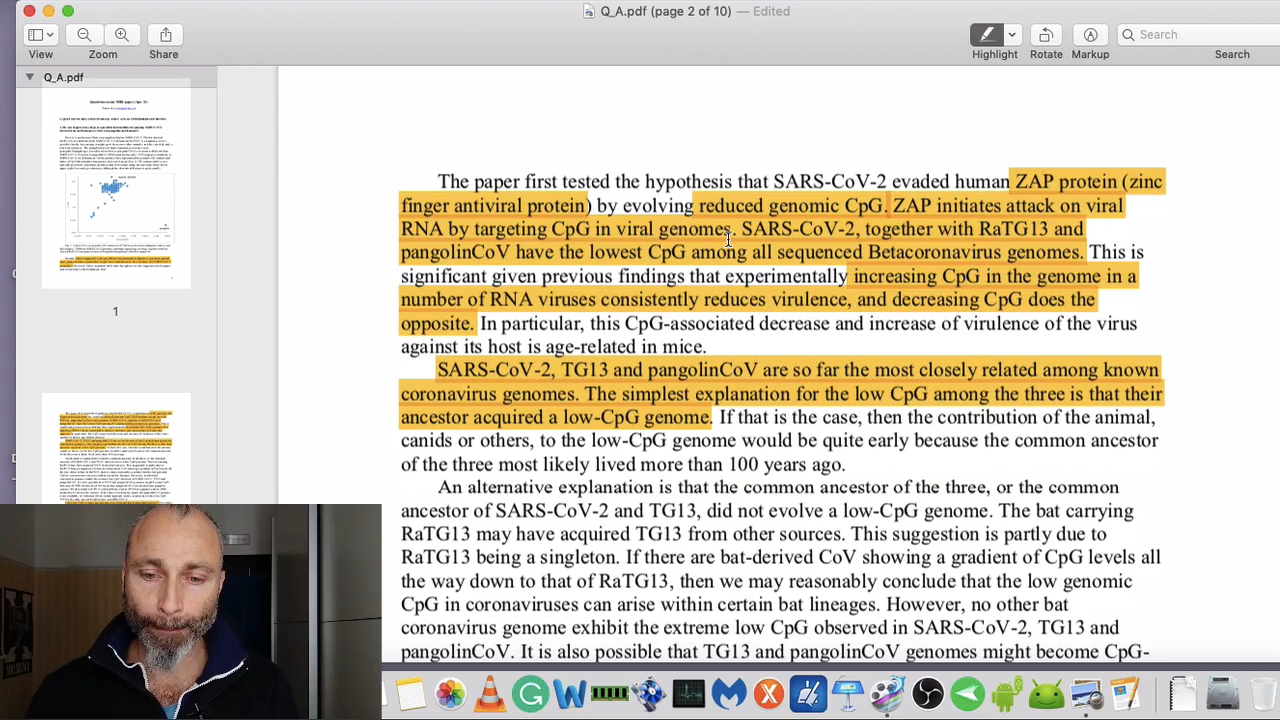 Q_A.pdf (page 2 of 10) — Edited
View
Zoom
Share
Highlight
Rotate
Markup
Search
Search
Q_A.pdf
1
The paper first tested the hypothesis that SARS-CoV-2 evaded human ZAP protein (zinc
finger antiviral protein) by evolving reduced genomic CpG. ZAP initiates attack on viral
RNA by targeting CpG in viral genomes. SARS-CoV-2, together with RaTG13 and
pangolinCoV have the lowest CpG among all sequenced Betacoronavirus genomes. This is
significant given previous findings that experimentally increasing CpG in the genome in a
number of RNA viruses consistently reduces virulence, and decreasing CpG does the
opposite. In particular, this CpG-associated decrease and increase of virulence of the virus
against its host is age-related in mice.
SARS-CoV-2, TG13 and pangolinCoV are so far the most closely related among known
coronavirus genomes. The simplest explanation for the low CpG among the three is that their
ancestor acquired a low-CpG genome. If that is the case, then the contribution of the animal,
canids or others, to the low-CpG genome would be quite early because the common ancestor
of the three most likely lived more than 100 years ago.
An alternative explanation is that the common ancestor of the three, or the common
ancestor of SARS-CoV-2 and TG13, did not evolve a low-CpG genome. The bat carrying
RaTG13 may have acquired TG13 from other sources. This suggestion is partly due to
RaTG13 being a singleton. If there are bat-derived CoV showing a gradient of CpG levels all
the way down to that of RaTG13, then we may reasonably conclude that the low genomic
CpG in coronaviruses can arise within certain bat lineages. However, no other bat
coronavirus genome exhibit the extreme low CpG observed in SARS-CoV-2, TG13 and
pangolinCoV. It is also possible that TG13 and pangolinCoV genomes might become CpG-